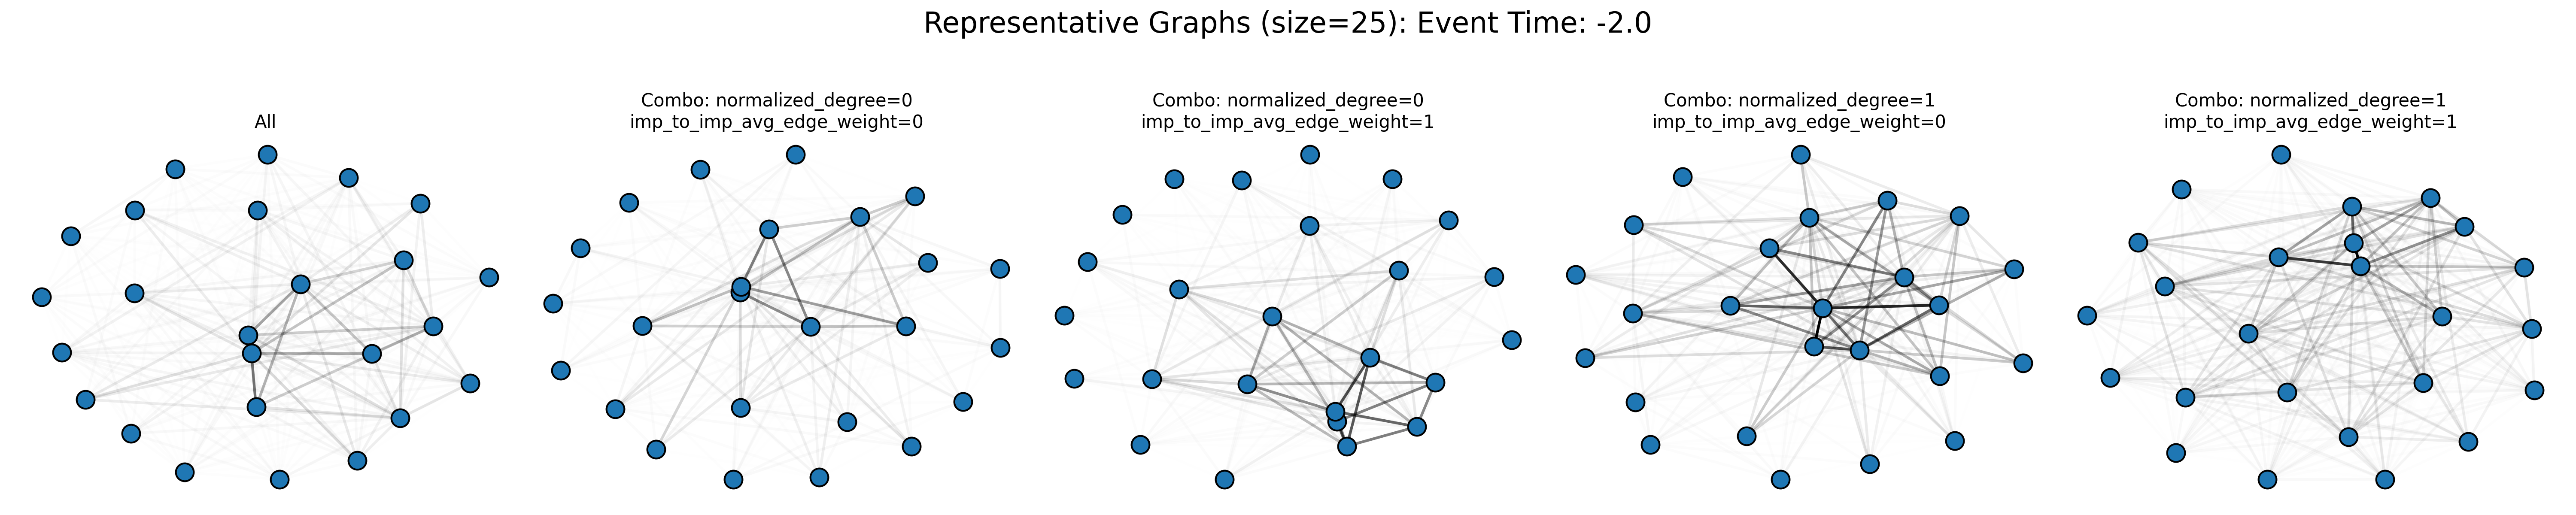 Representative Graphs (size=25): Event Time: -2.0
All
Combo: normalized_degree=0
imp_to_imp_avg_edge_weight=0
Combo: normalized_degree=0
imp_to_imp_avg_edge_weight=1
Combo: normalized_degree=1
imp_to_imp_avg_edge_weight=0
Combo: normalized_degree=1
imp_to_imp_avg_edge_weight=1